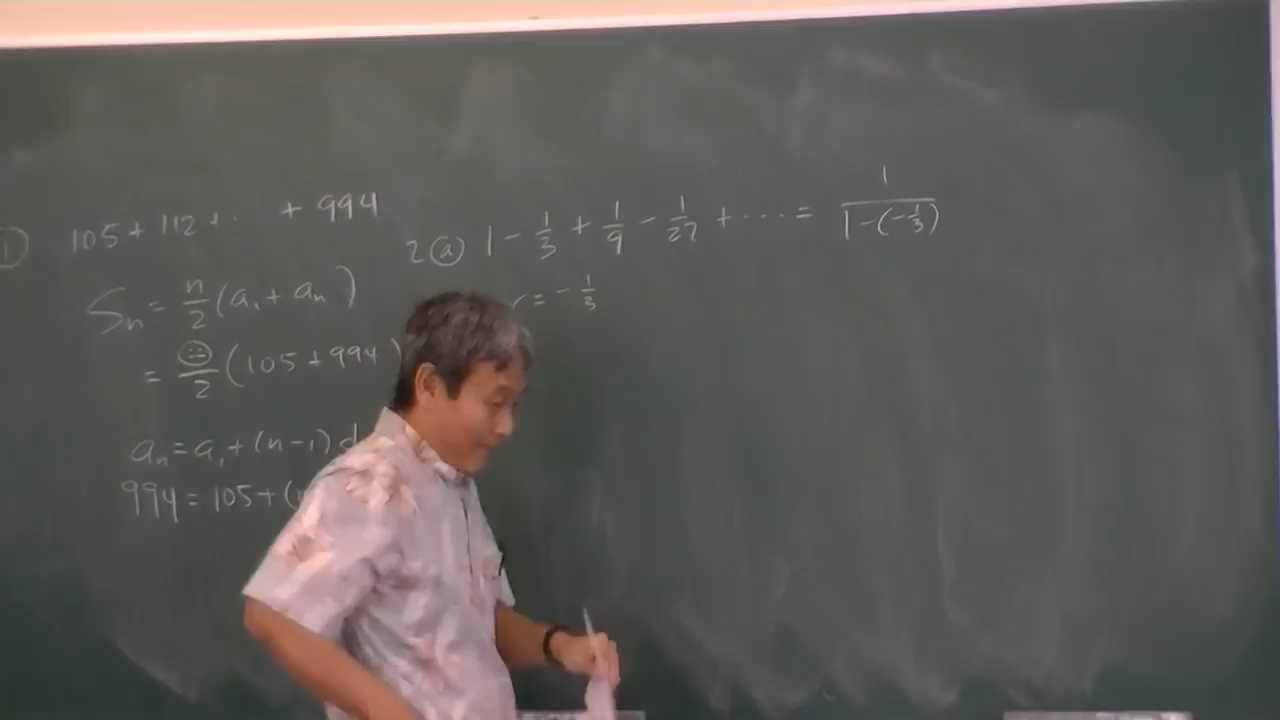 ① 105 + 112 + ·· + 994
Sₙ = n/2 (a₁ + aₙ)
= ☹/2 (105 + 994)
aₙ = a₁ + (n-1) d
994 = 105 + (
2 ⓐ 1 - 1/3 + 1/9 - 1/27 + ···· = 1/(1-(-1/3))
r = - 1/3